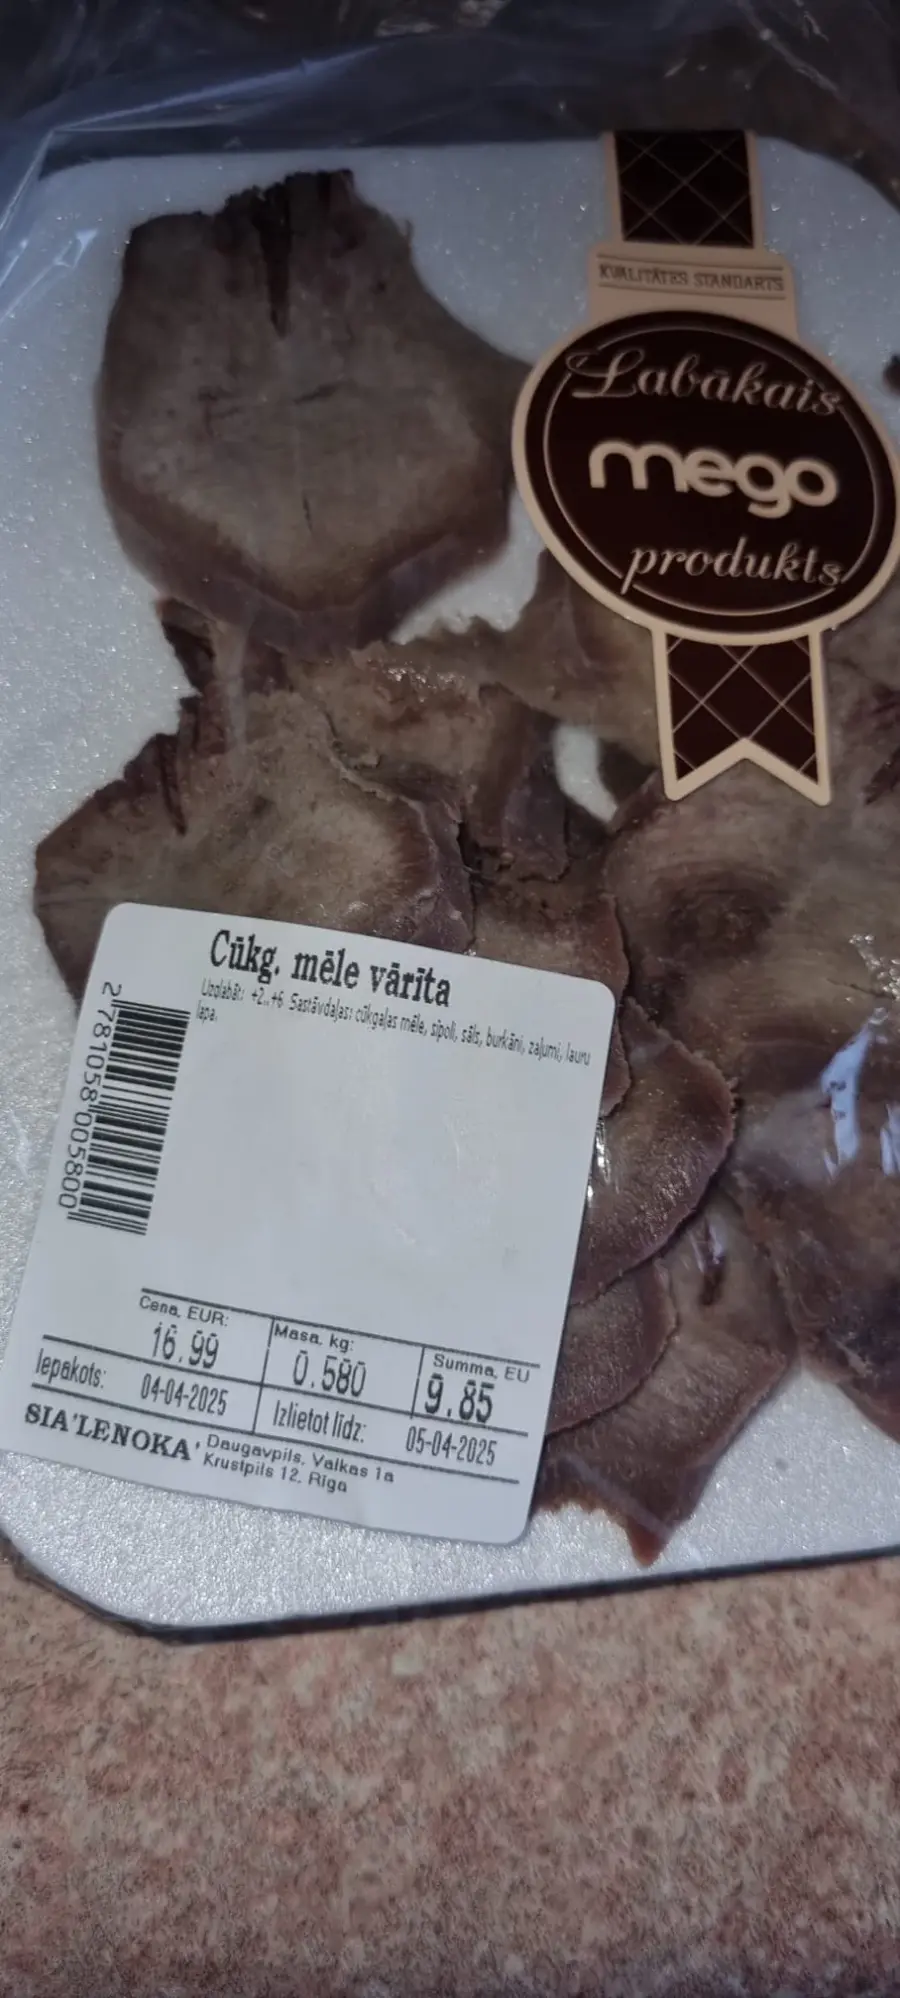 KVALITĀTES STANDARTS
Labākais
mego
produkts
Cūkg. mēle vārīta
Uzglabāt: +2..+6 Sastāvdaļas: cūkgaļas mēle, sīpoli, sāls, burkāni, zaļumi, lauru
lapa.
2781058005800
Cena, EUR:
16.99
Masa, kg:
0.580
Summa, EU
9.85
Iepakots:
04-04-2025
Izlietot līdz:
05-04-2025
SIA'LENOKA'
Daugavpils, Valkas 1a
Krustpils 12, Rīga